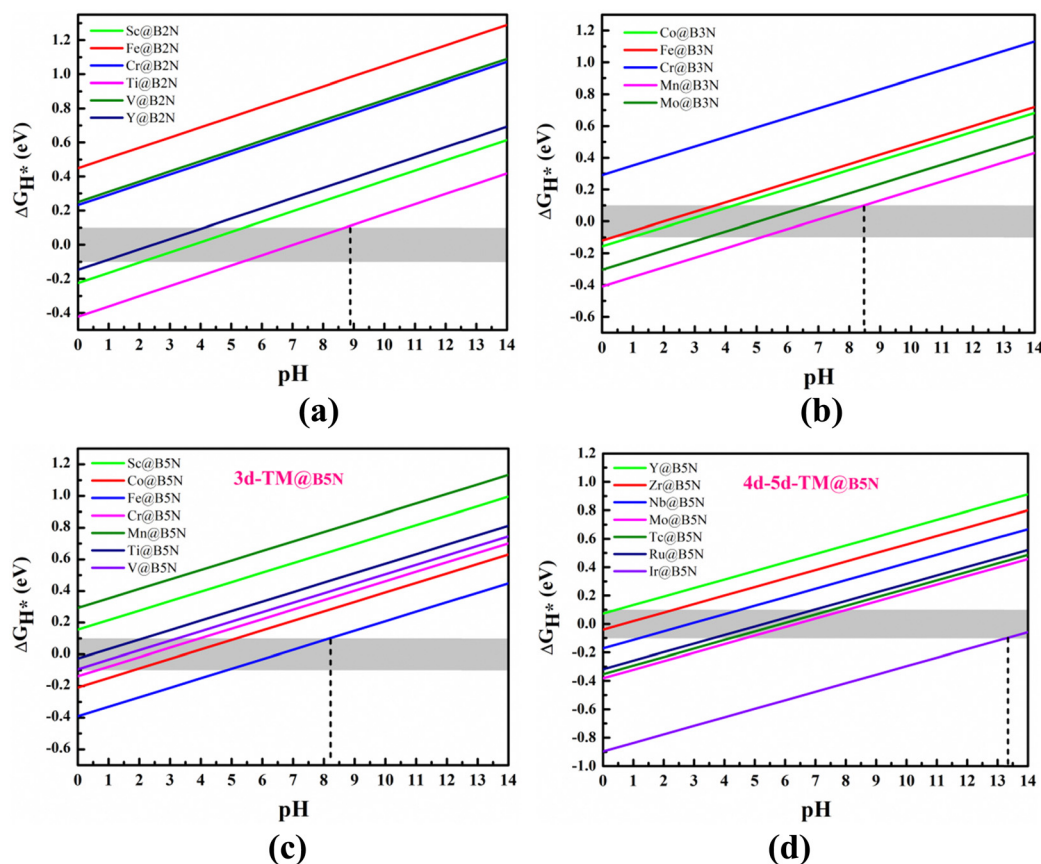 Sc@B2N
Fe@B2N
Cr@B2N
Ti@B2N
V@B2N
Y@B2N
1.2
1.0
0.8
0.6
0.4
0.2
0.0
-0.2
-0.4
ΔG_H* (eV)
0 1 2 3 4 5 6 7 8 9 10 11 12 13 14
pH
(a)
Co@B3N
Fe@B3N
Cr@B3N
Mn@B3N
Mo@B3N
1.2
1.0
0.8
0.6
0.4
0.2
0.0
-0.2
-0.4
-0.6
ΔG_H* (eV)
0 1 2 3 4 5 6 7 8 9 10 11 12 13 14
pH
(b)
3d-TM@B5N
Sc@B5N
Co@B5N
Fe@B5N
Cr@B5N
Mn@B5N
Ti@B5N
V@B5N
1.2
1.0
0.8
0.6
0.4
0.2
0.0
-0.2
-0.4
-0.6
ΔG_H* (eV)
0 1 2 3 4 5 6 7 8 9 10 11 12 13 14
pH
(c)
4d-5d-TM@B5N
Y@B5N
Zr@B5N
Nb@B5N
Mo@B5N
Tc@B5N
Ru@B5N
Ir@B5N
1.2
1.0
0.8
0.6
0.4
0.2
0.0
-0.2
-0.4
-0.6
-0.8
-1.0
ΔG_H* (eV)
0 1 2 3 4 5 6 7 8 9 10 11 12 13 14
pH
(d)